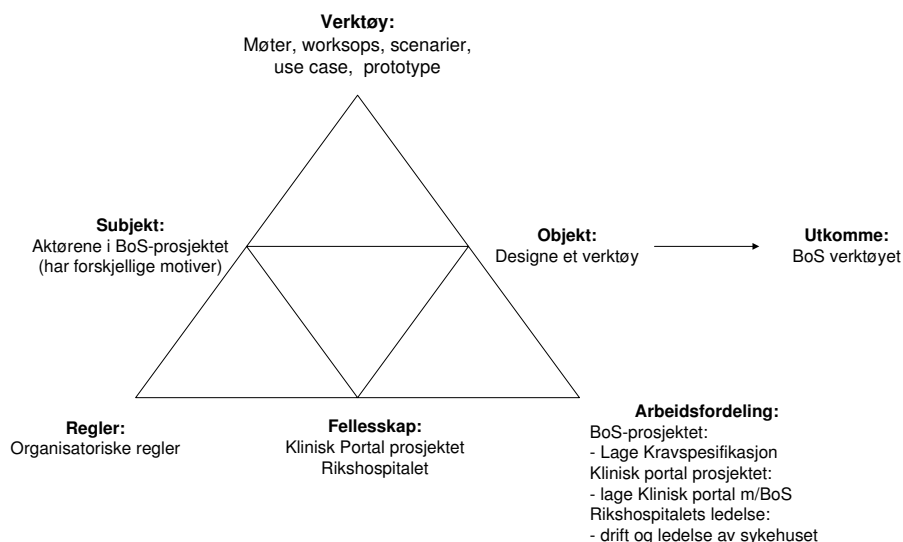 Verktøy:
Møter, worksops, scenarier,
use case, prototype
Subjekt:
Aktørene i BoS-prosjektet
(har forskjellige motiver)
Objekt:
Designe et verktøy
Utkomme:
BoS verktøyet
Regler:
Organisatoriske regler
Fellesskap:
Klinisk Portal prosjektet
Rikshospitalet
Arbeidsfordeling:
BoS-prosjektet:
- Lage Kravspesifikasjon
Klinisk portal prosjektet:
- lage Klinisk portal m/BoS
Rikshospitalets ledelse:
- drift og ledelse av sykehuset